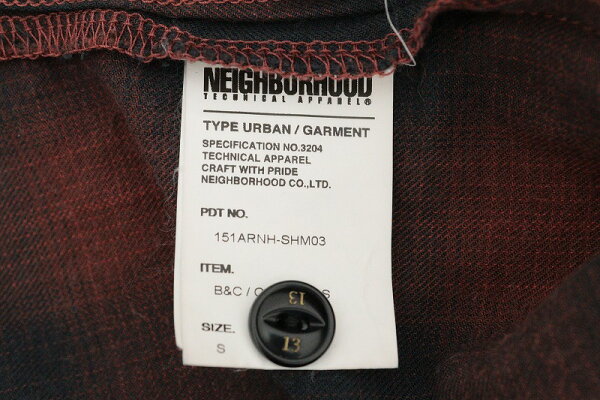 NEIGHBORHOOD
TECHNICAL APPAREL®
TYPE URBAN / GARMENT
SPECIFICATION NO.3204
TECHNICAL APPAREL
CRAFT WITH PRIDE
NEIGHBORHOOD CO.,LTD.
PDT NO.
151ARNH-SHM03
ITEM.
B&C /
13
13
SIZE.
S